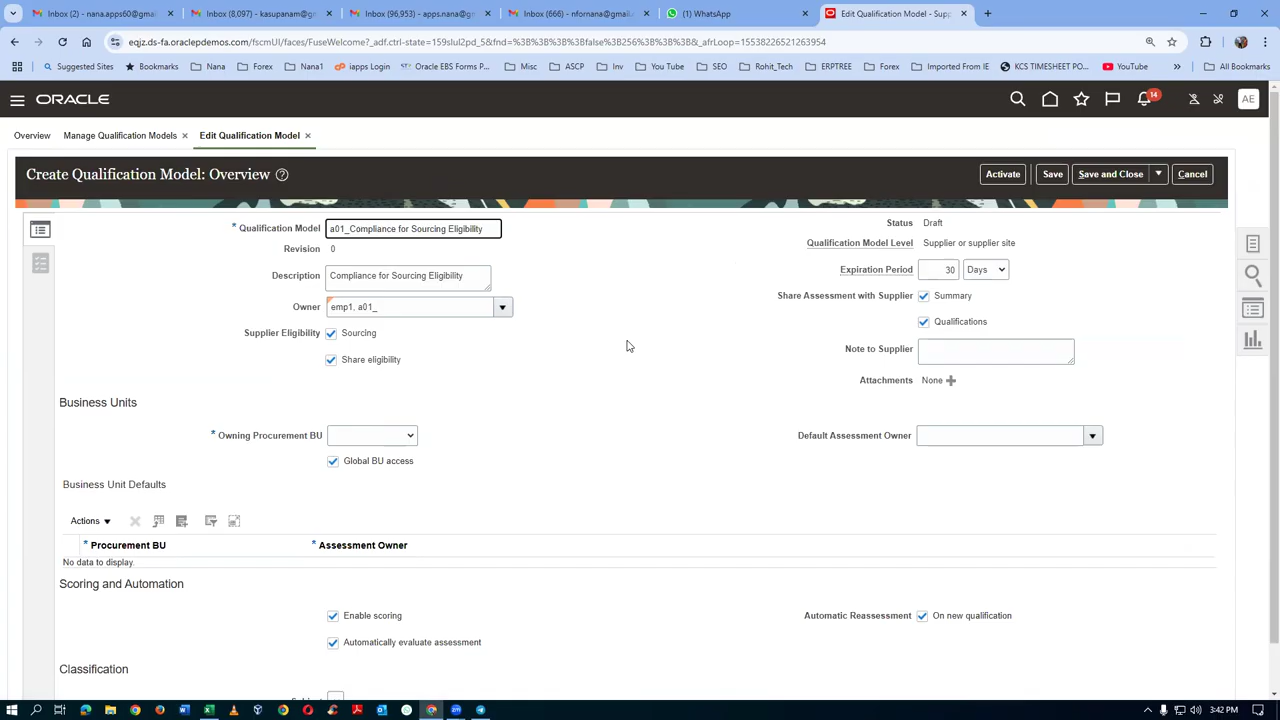 Inbox (2) - nana.apps60@gmail.c
Inbox (8,097) - kasupanam@gmail
Inbox (96,953) - apps.nana@gmail
Inbox (666) - nfornana@gmail.co
(1) WhatsApp
Edit Qualification Model - Supp
eqjz.ds-fa.oraclepdemos.com/fscmUI/faces/FuseWelcome?_adf.ctrl-state=159slul2pd_5&fnd=%3B%3B%3B%3Bfalse%3B256%3B%3B%3B&_afrLoop=15538226521263954
Suggested Sites
Bookmarks
Nana
Forex
Nana1
iapps Login
Oracle EBS Forms P...
Misc
ASCP
Inv
You Tube
SEO
Rohit_Tech
ERPTREE
Forex
Imported From IE
KCS TIMESHEET PO...
YouTube
All Bookmarks
ORACLE
14
AE
Overview
Manage Qualification Models
Edit Qualification Model
Create Qualification Model: Overview
Activate
Save
Save and Close
Cancel
* Qualification Model a01_Compliance for Sourcing Eligibility
Status Draft
Revision 0
Qualification Model Level Supplier or supplier site
Description Compliance for Sourcing Eligibility
Expiration Period 30 Days
Owner emp1, a01_
Share Assessment with Supplier Summary
Qualifications
Supplier Eligibility Sourcing
Share eligibility
Note to Supplier
Attachments None
Business Units
* Owning Procurement BU
Default Assessment Owner
Global BU access
Business Unit Defaults
Actions
* Procurement BU
* Assessment Owner
No data to display.
Scoring and Automation
Enable scoring
Automatic Reassessment On new qualification
Automatically evaluate assessment
Classification
3:42 PM